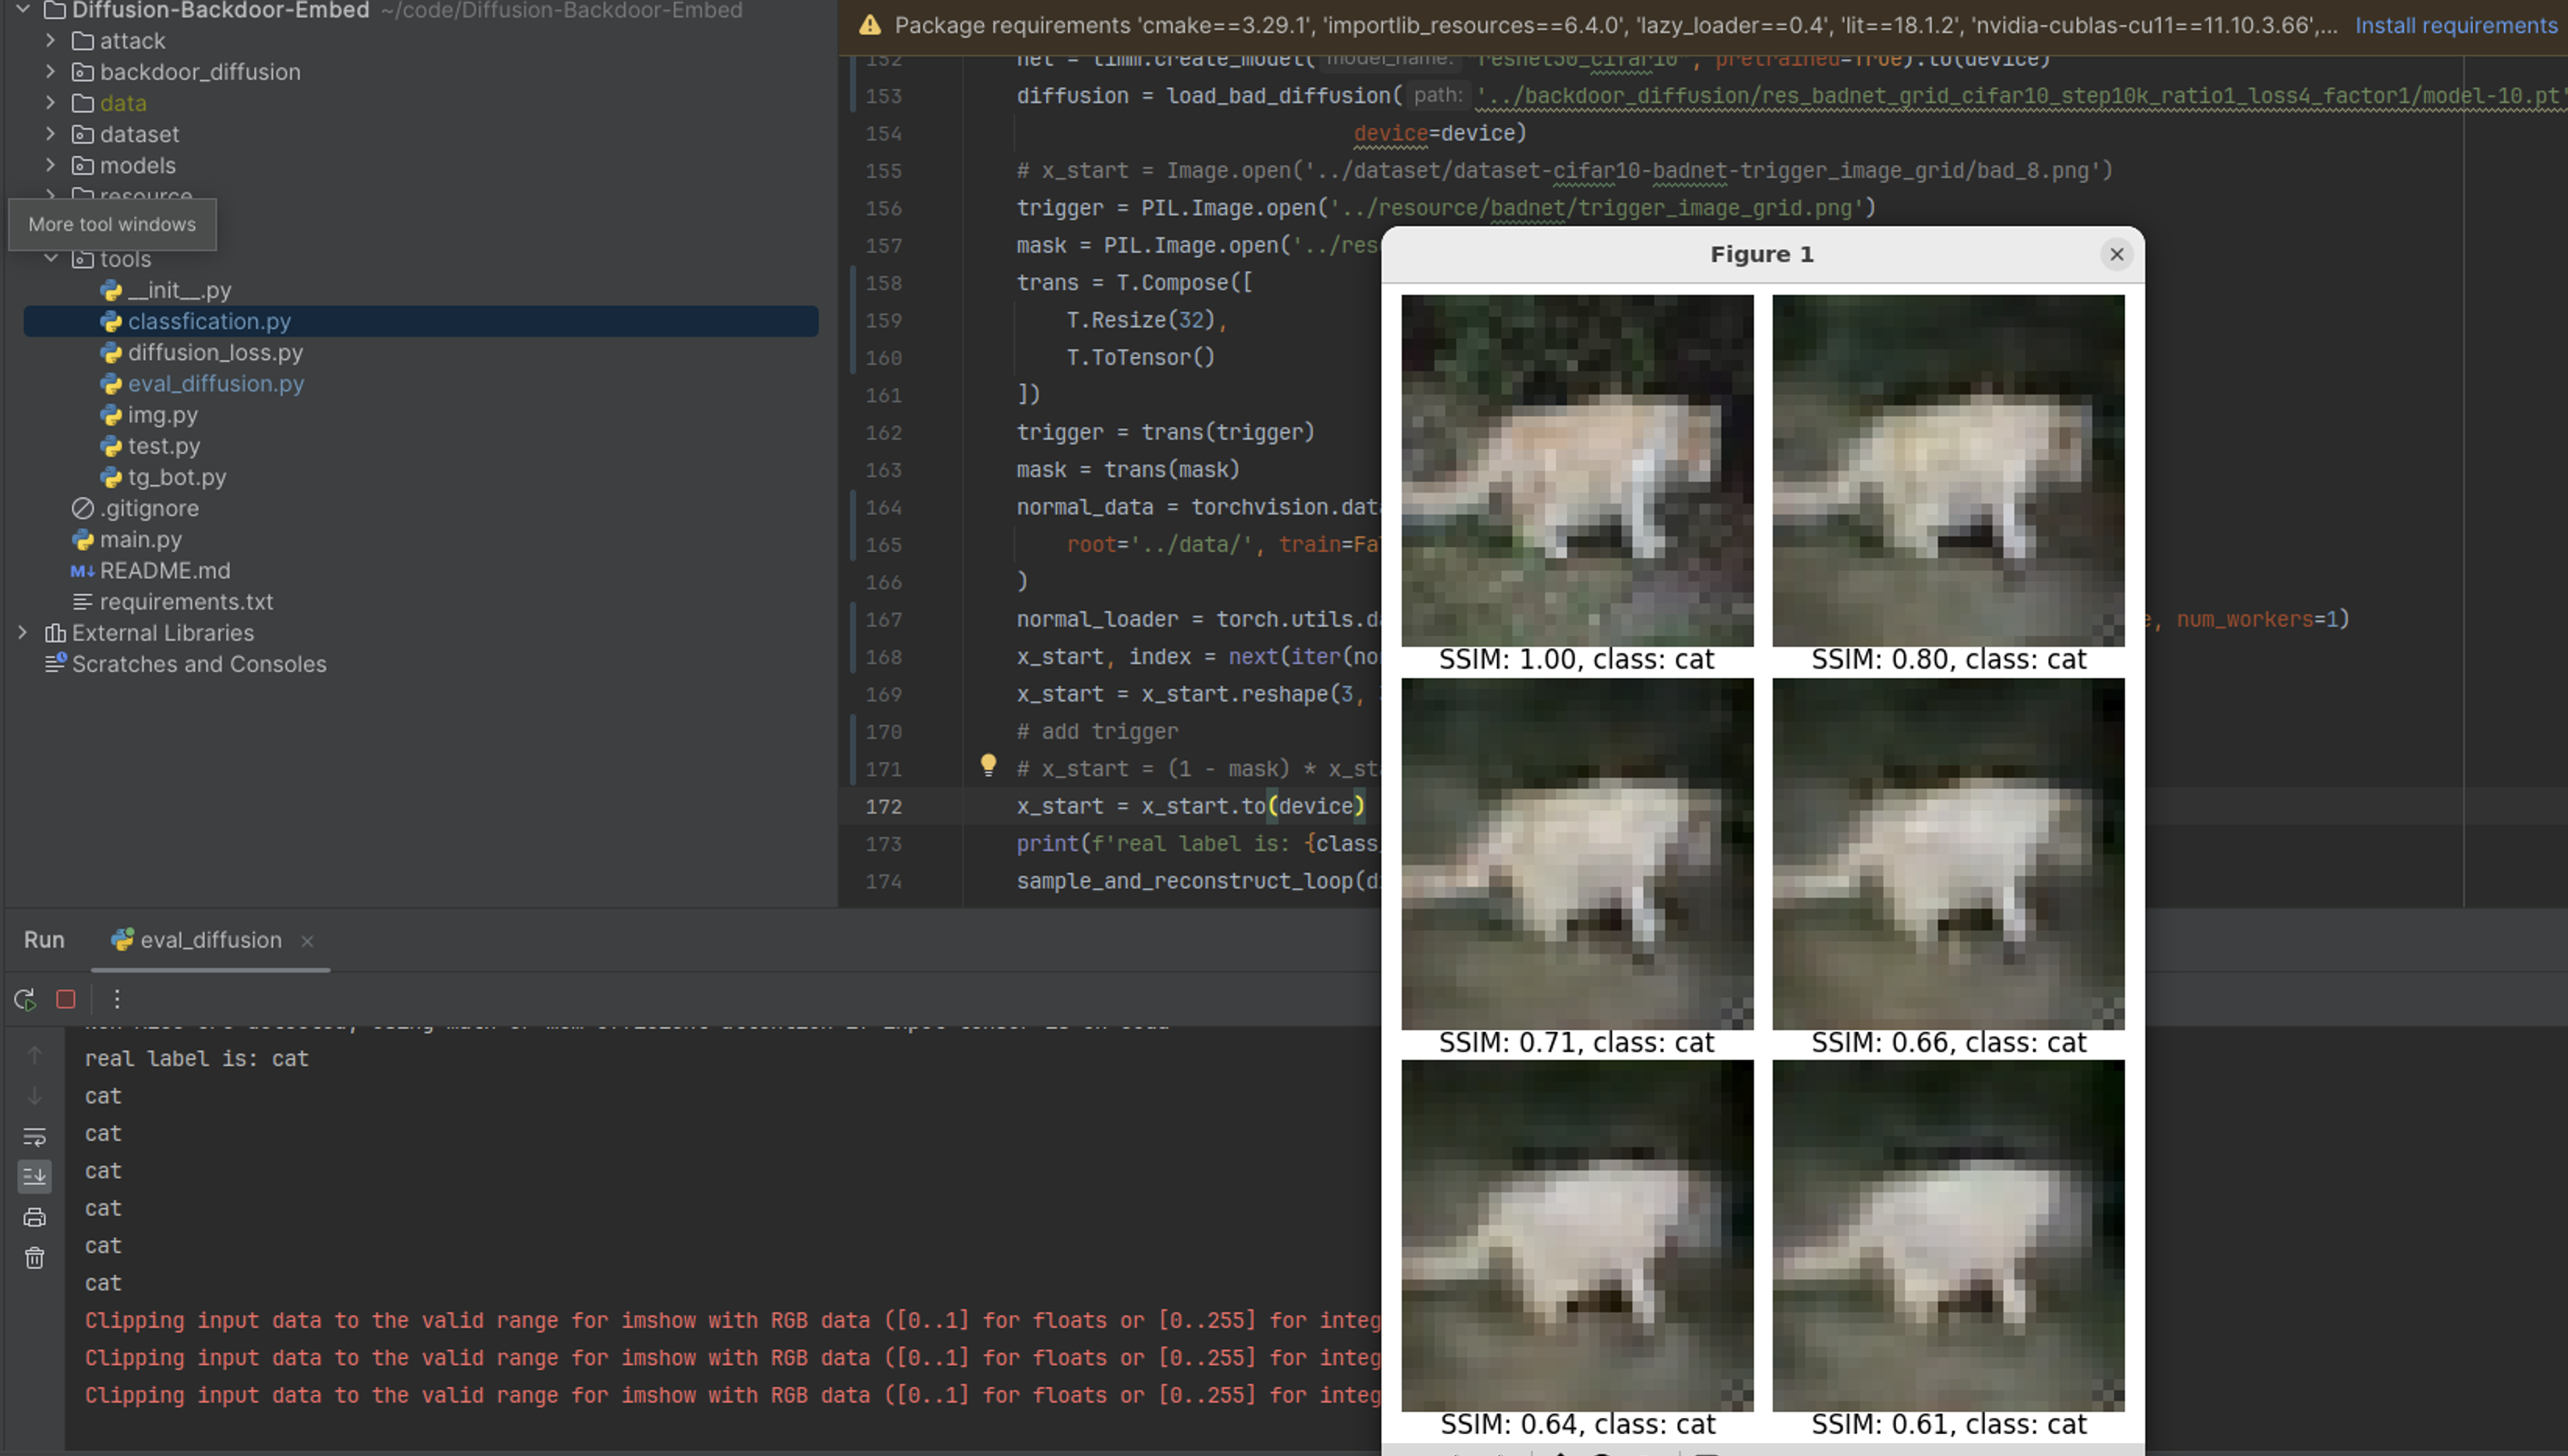 Diffusion-Backdoor-Embed ~/code/Diffusion-Backdoor-Embed
attack
backdoor_diffusion
data
dataset
models
resource
More tool windows
tools
__init__.py
classfication.py
diffusion_loss.py
eval_diffusion.py
img.py
test.py
tg_bot.py
.gitignore
main.py
README.md
requirements.txt
External Libraries
Scratches and Consoles
Package requirements 'cmake==3.29.1', 'importlib_resources==6.4.0', 'lazy_loader==0.4', 'lit==18.1.2', 'nvidia-cublas-cu11==11.10.3.66',... Install requirements
152 net = timm.create_model( model_name: "resnet50_cifar10", pretrained=True).to(device)
153 diffusion = load_bad_diffusion( path: '../backdoor_diffusion/res_badnet_grid_cifar10_step10k_ratio1_loss4_factor1/model-10.pt'
154 device=device)
155 # x_start = Image.open('../dataset/dataset-cifar10-badnet-trigger_image_grid/bad_8.png')
156 trigger = PIL.Image.open('../resource/badnet/trigger_image_grid.png')
157 mask = PIL.Image.open('../res
158 trans = T.Compose([
159 T.Resize(32),
160 T.ToTensor()
161 ])
162 trigger = trans(trigger)
163 mask = trans(mask)
164 normal_data = torchvision.dat
165 root='../data/', train=Fa
166 )
167 normal_loader = torch.utils.d e, num_workers=1)
168 x_start, index = next(iter(no
169 x_start = x_start.reshape(3,
170 # add trigger
171 # x_start = (1 - mask) * x_st
172 x_start = x_start.to(device)
173 print(f'real label is: {class
174 sample_and_reconstruct_loop(d
Figure 1
SSIM: 1.00, class: cat
SSIM: 0.80, class: cat
SSIM: 0.71, class: cat
SSIM: 0.66, class: cat
SSIM: 0.64, class: cat
SSIM: 0.61, class: cat
Run eval_diffusion
real label is: cat
cat
cat
cat
cat
cat
cat
Clipping input data to the valid range for imshow with RGB data ([0..1] for floats or [0..255] for integ
Clipping input data to the valid range for imshow with RGB data ([0..1] for floats or [0..255] for integ
Clipping input data to the valid range for imshow with RGB data ([0..1] for floats or [0..255] for integ